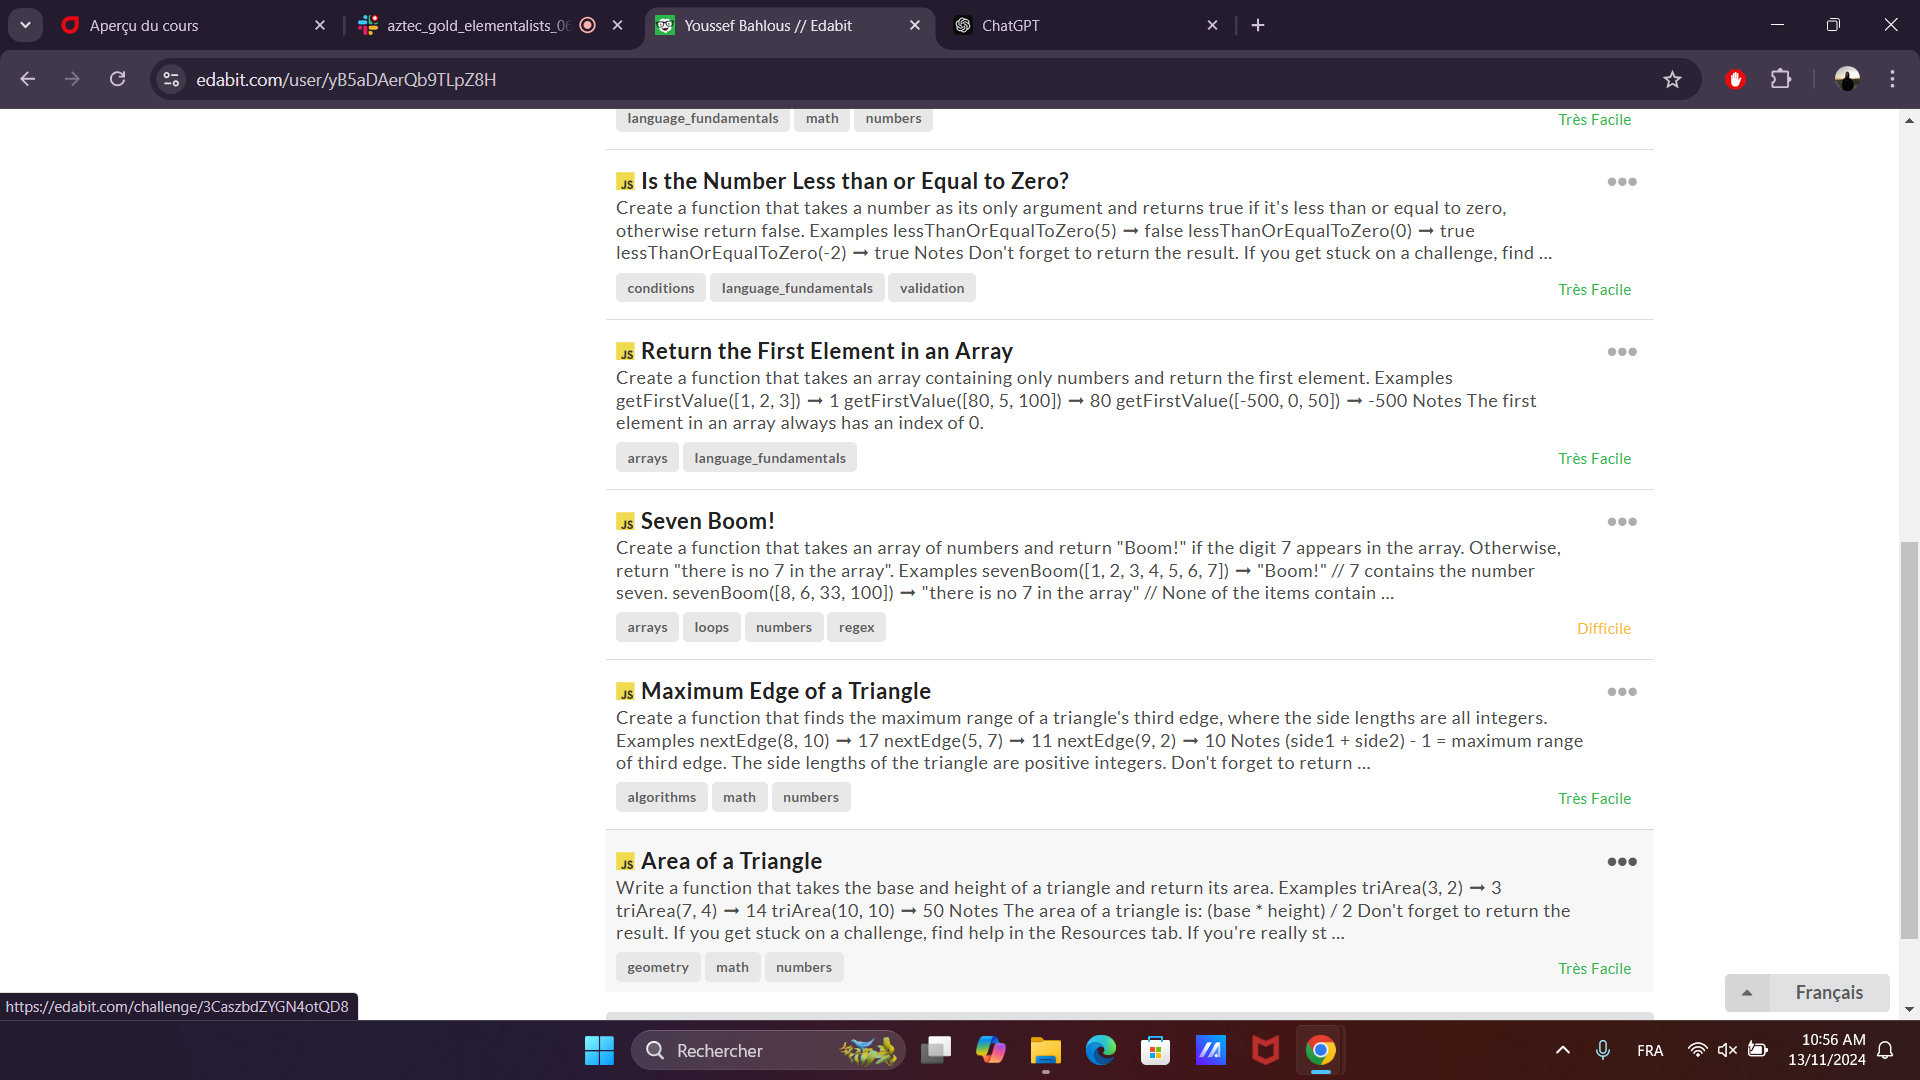 Aperçu du cours
aztec_gold_elementalists_06
Youssef Bahlous // Edabit
ChatGPT
edabit.com/user/yB5aDAerQb9TLpZ8H
language_fundamentals math numbers
Très Facile
JS Is the Number Less than or Equal to Zero?
Create a function that takes a number as its only argument and returns true if it's less than or equal to zero,
otherwise return false. Examples lessThanOrEqualToZero(5) ➞ false lessThanOrEqualToZero(0) ➞ true
lessThanOrEqualToZero(-2) ➞ true Notes Don't forget to return the result. If you get stuck on a challenge, find ...
conditions language_fundamentals validation
Très Facile
JS Return the First Element in an Array
Create a function that takes an array containing only numbers and return the first element. Examples
getFirstValue([1, 2, 3]) ➞ 1 getFirstValue([80, 5, 100]) ➞ 80 getFirstValue([-500, 0, 50]) ➞ -500 Notes The first
element in an array always has an index of 0.
arrays language_fundamentals
Très Facile
JS Seven Boom!
Create a function that takes an array of numbers and return "Boom!" if the digit 7 appears in the array. Otherwise,
return "there is no 7 in the array". Examples sevenBoom([1, 2, 3, 4, 5, 6, 7]) ➞ "Boom!" // 7 contains the number
seven. sevenBoom([8, 6, 33, 100]) ➞ "there is no 7 in the array" // None of the items contain ...
arrays loops numbers regex
Difficile
JS Maximum Edge of a Triangle
Create a function that finds the maximum range of a triangle's third edge, where the side lengths are all integers.
Examples nextEdge(8, 10) ➞ 17 nextEdge(5, 7) ➞ 11 nextEdge(9, 2) ➞ 10 Notes (side1 + side2) - 1 = maximum range
of third edge. The side lengths of the triangle are positive integers. Don't forget to return ...
algorithms math numbers
Très Facile
JS Area of a Triangle
Write a function that takes the base and height of a triangle and return its area. Examples triArea(3, 2) ➞ 3
triArea(7, 4) ➞ 14 triArea(10, 10) ➞ 50 Notes The area of a triangle is: (base * height) / 2 Don't forget to return the
result. If you get stuck on a challenge, find help in the Resources tab. If you're really st ...
geometry math numbers
Très Facile
Français
https://edabit.com/challenge/3CaszbdZYGN4otQD8
Rechercher
FRA
10:56 AM
13/11/2024